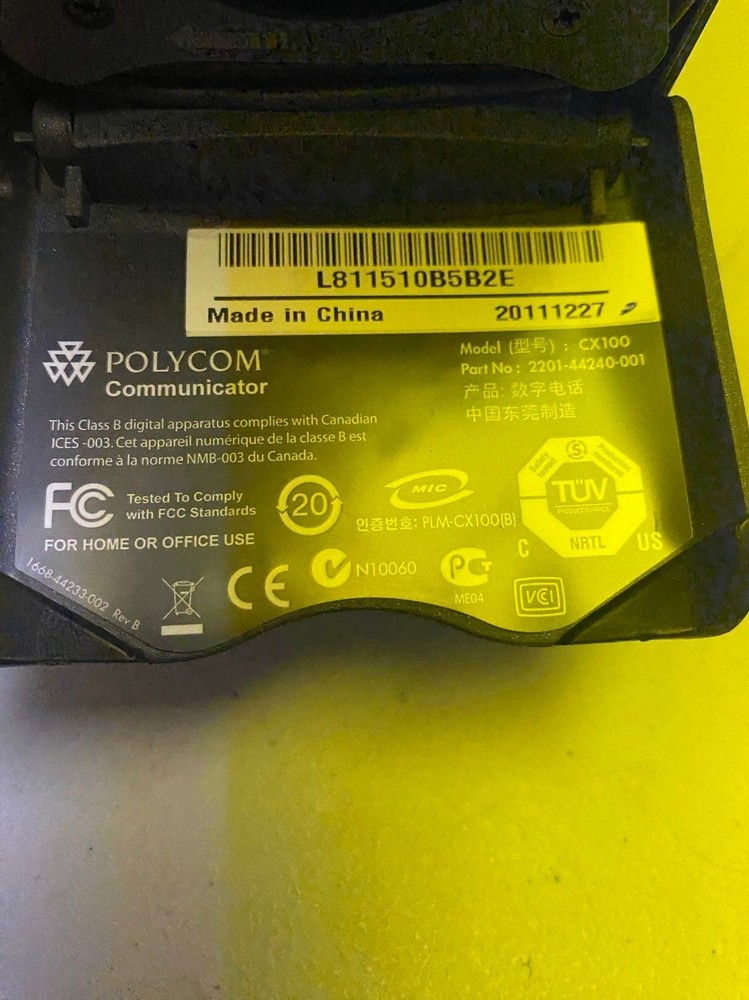 L811510B5B2E
Made in China 20111227
POLYCOM®
Communicator
Model (型号) : CX100
Part No : 2201-44240-001
产品: 数字电话
中国东莞制造
This Class B digital apparatus complies with Canadian
ICES -003. Cet appareil numérique de la classe B est
conforme à la norme NMB-003 du Canada.
FC Tested To Comply
with FCC Standards
FOR HOME OR OFFICE USE
20
MIC
인증번호: PLM-CX100(B)
S
TÜV
PRODUCT SERVICE
C NRTL US
1668-44233-002 Rev B
CE
N10060
PCT
ME04
VCI